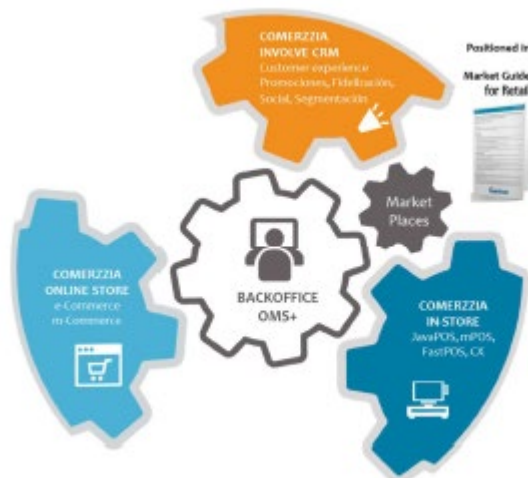 COMERZZIA
INVOLVE CRM
Customer experience
Promociones, Fidelización,
Social, Segmentación
Positioned in
Market Guide
for Retail
Market
Places
BACKOFFICE
OMS+
COMERZZIA
ONLINE STORE
e-Commerce
m-Commerce
COMERZZIA
IN STORE
JavaPOS, mPOS,
FastPOS, CX